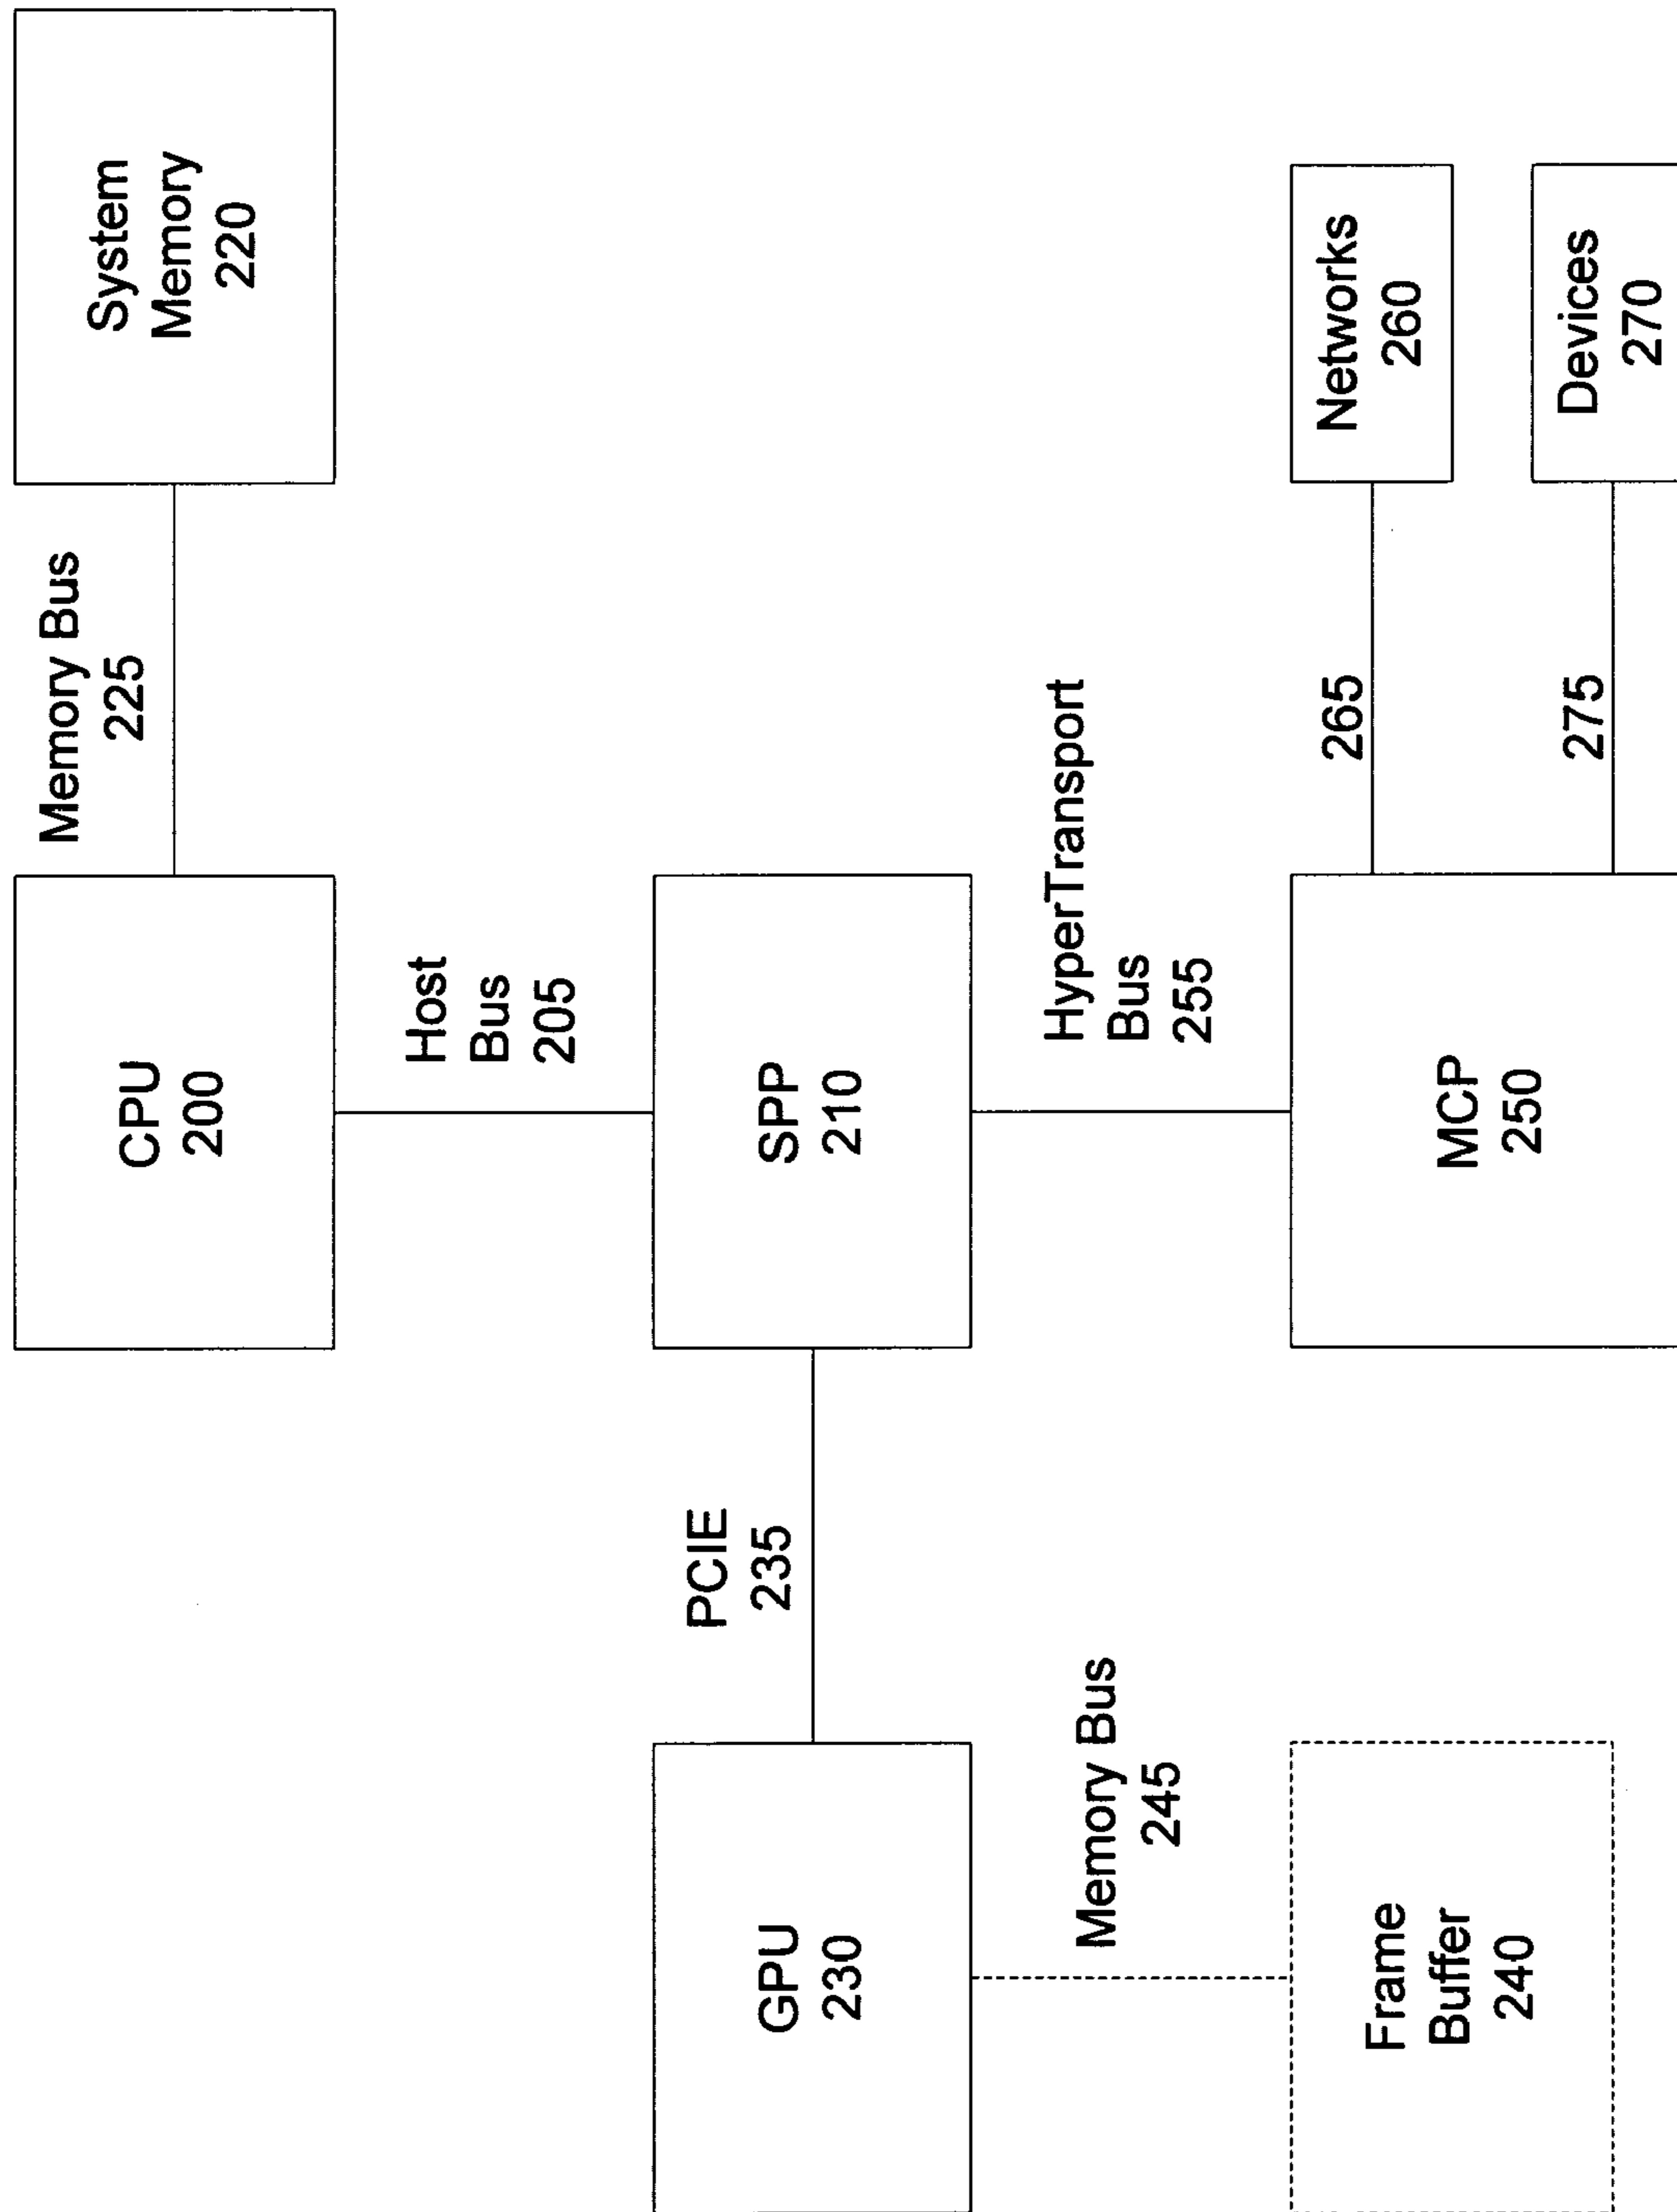 CPU
200
Memory Bus
225
System
Memory
220
Host
Bus
205
GPU
230
PCIE
235
SPP
210
Memory Bus
245
HyperTransport
Bus
255
Frame
Buffer
240
MCP
250
265
Networks
260
275
Devices
270